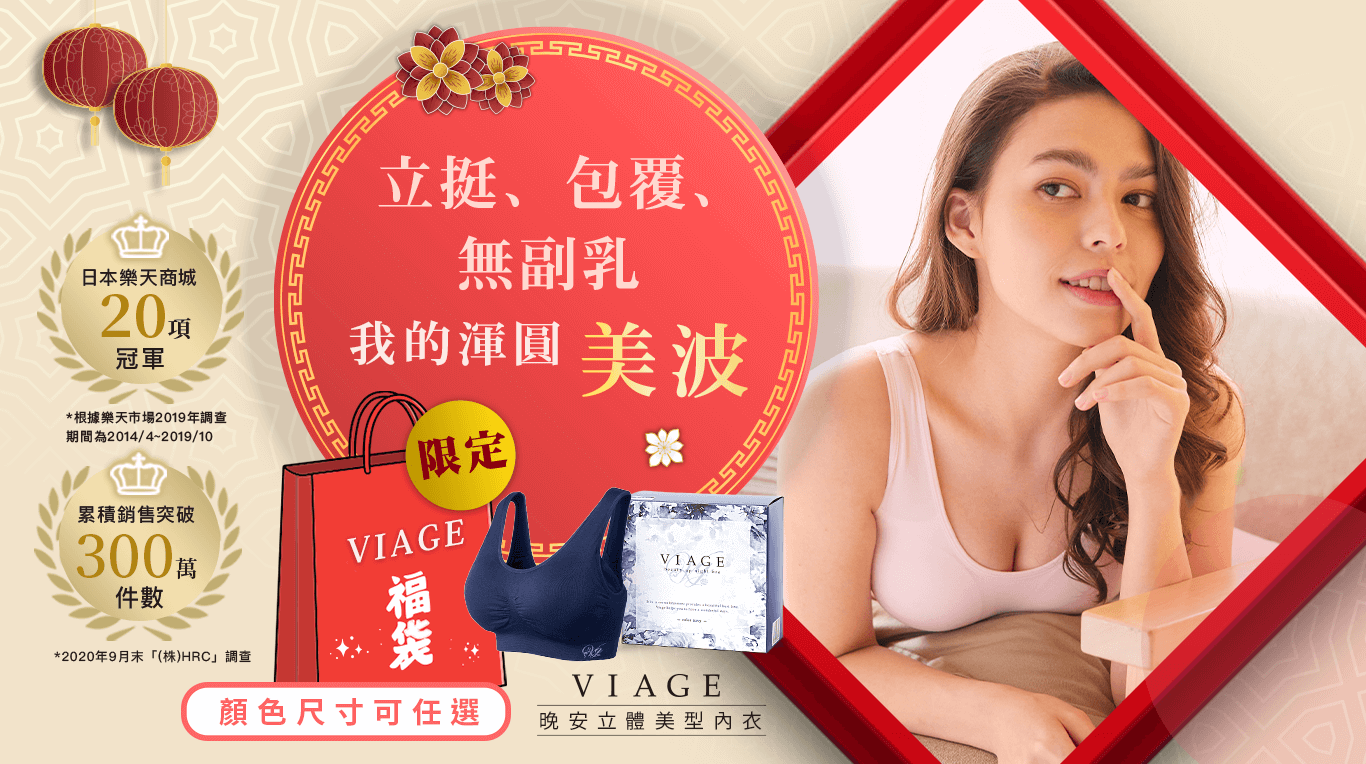 立挺、包覆、
無副乳
我的渾圓 美波
日本樂天商城
20項
冠軍
*根據樂天市場2019年調查
期間為2014/4~2019/10
累積銷售突破
300萬
件數
*2020年9月末「(株)HRC」調查
限定
VIAGE
福袋
VIAGE
beauty up night bra
顏色尺寸可任選
VIAGE
晚安立體美型內衣